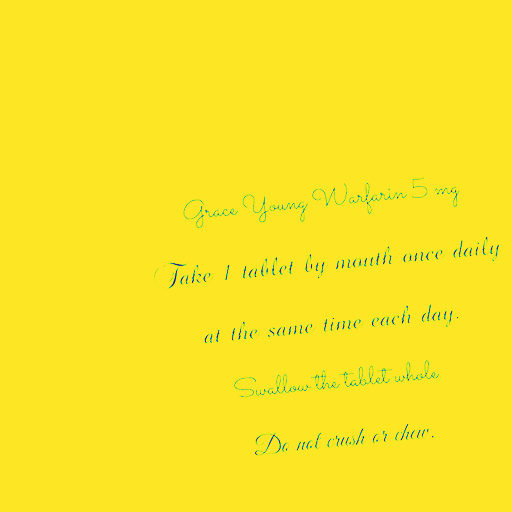 Grace Young Warfarin 5 mg
Take 1 tablet by mouth once daily
at the same time each day.
Swallow the tablet whole
Do not crush or chew.